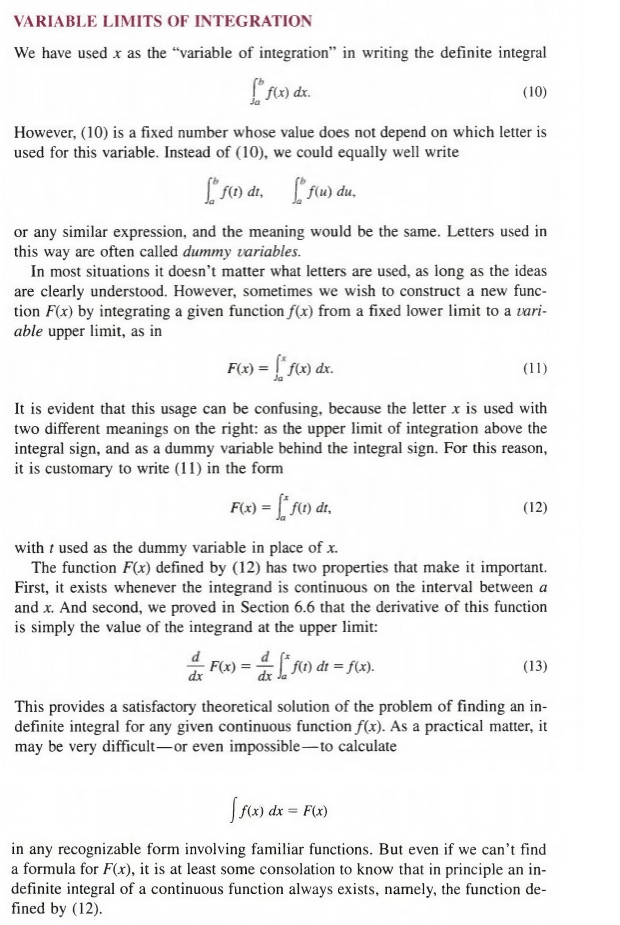 VARIABLE LIMITS OF INTEGRATION
We have used x as the “variable of integration” in writing the definite integral
∫ₐᵇ f(x) dx. (10)
However, (10) is a fixed number whose value does not depend on which letter is
used for this variable. Instead of (10), we could equally well write
∫ₐᵇ f(t) dt, ∫ₐᵇ f(u) du,
or any similar expression, and the meaning would be the same. Letters used in
this way are often called dummy variables.
In most situations it doesn’t matter what letters are used, as long as the ideas
are clearly understood. However, sometimes we wish to construct a new func-
tion F(x) by integrating a given function f(x) from a fixed lower limit to a vari-
able upper limit, as in
F(x) = ∫ₐˣ f(x) dx. (11)
It is evident that this usage can be confusing, because the letter x is used with
two different meanings on the right: as the upper limit of integration above the
integral sign, and as a dummy variable behind the integral sign. For this reason,
it is customary to write (11) in the form
F(x) = ∫ₐˣ f(t) dt, (12)
with t used as the dummy variable in place of x.
The function F(x) defined by (12) has two properties that make it important.
First, it exists whenever the integrand is continuous on the interval between a
and x. And second, we proved in Section 6.6 that the derivative of this function
is simply the value of the integrand at the upper limit:
d/dx F(x) = d/dx ∫ₐˣ f(t) dt = f(x). (13)
This provides a satisfactory theoretical solution of the problem of finding an in-
definite integral for any given continuous function f(x). As a practical matter, it
may be very difficult—or even impossible—to calculate
∫ f(x) dx = F(x)
in any recognizable form involving familiar functions. But even if we can’t find
a formula for F(x), it is at least some consolation to know that in principle an in-
definite integral of a continuous function always exists, namely, the function de-
fined by (12).